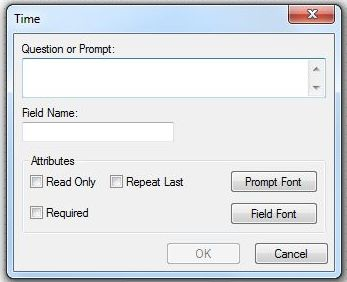 Time
Question or Prompt:
Field Name:
Attributes
Read Only Repeat Last Prompt Font
Required Field Font
OK Cancel